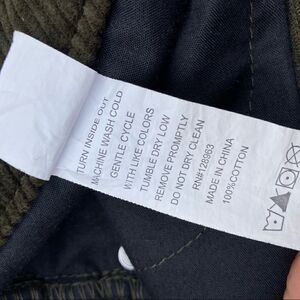 TURN INSIDE OUT
MACHINE WASH COLD
GENTLE CYCLE
WITH LIKE COLORS
TUMBLE DRY LOW
REMOVE PROMPTLY
DO NOT DRY CLEAN
RN#128963
MADE IN CHINA
100%COTTON